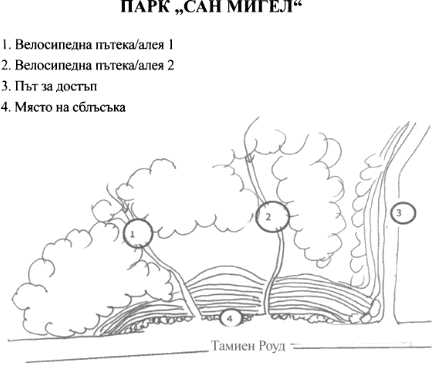 ПАРК „САН МИГЕЛ“
1. Велосипедна пътека/алея 1
2. Велосипедна пътека/алея 2
3. Път за достъп
4. Място на сблъсъка
1
2
3
4
Тамиен Роуд